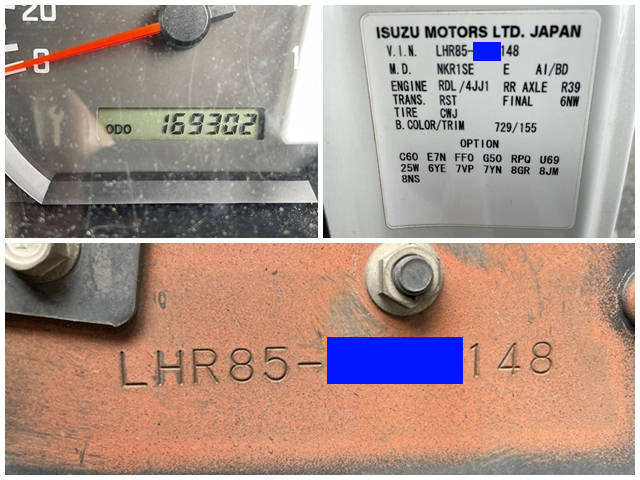 20
0
1
ODO 169302
ISUZU MOTORS LTD. JAPAN
V.I.N. LHR85- 148
M.D. NKR1SE E AI/BD
ENGINE RDL/4JJ1 RR AXLE R39
TRANS. RST FINAL 6NW
TIRE CWJ
B.COLOR/TRIM 729/155
OPTION
C60 E7N FF0 G50 RPQ U69
25W 6YE 7VP 7YN 8GR 8JM
8NS
LHR85- 148